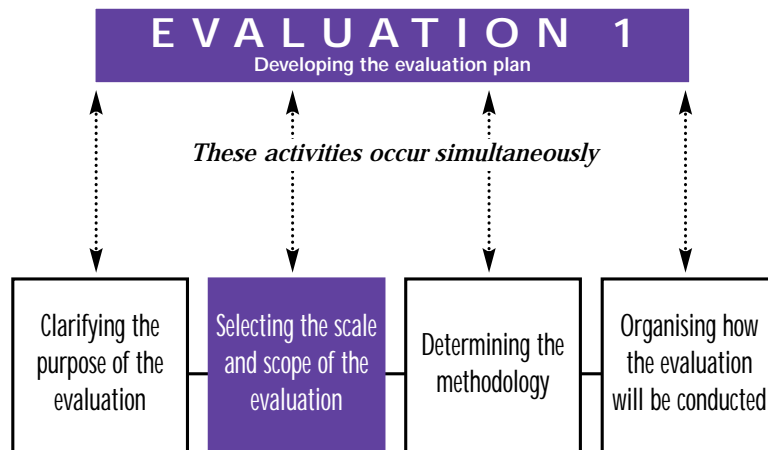 EVALUATION 1
Developing the evaluation plan
These activities occur simultaneously
Clarifying the
purpose of the
evaluation
Selecting the scale
and scope of the
evaluation
Determining the
methodology
Organising how
the evaluation
will be conducted